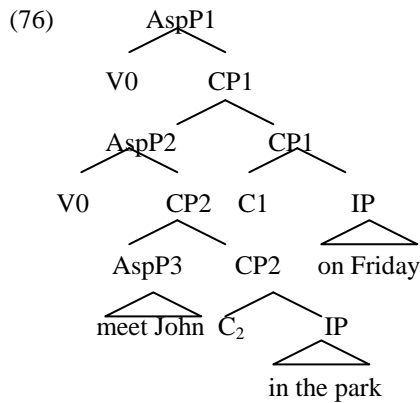 (76) AspP1
V0 CP1
AspP2 CP1
V0 CP2 C1 IP
AspP3 CP2 on Friday
meet John C₂ IP
in the park